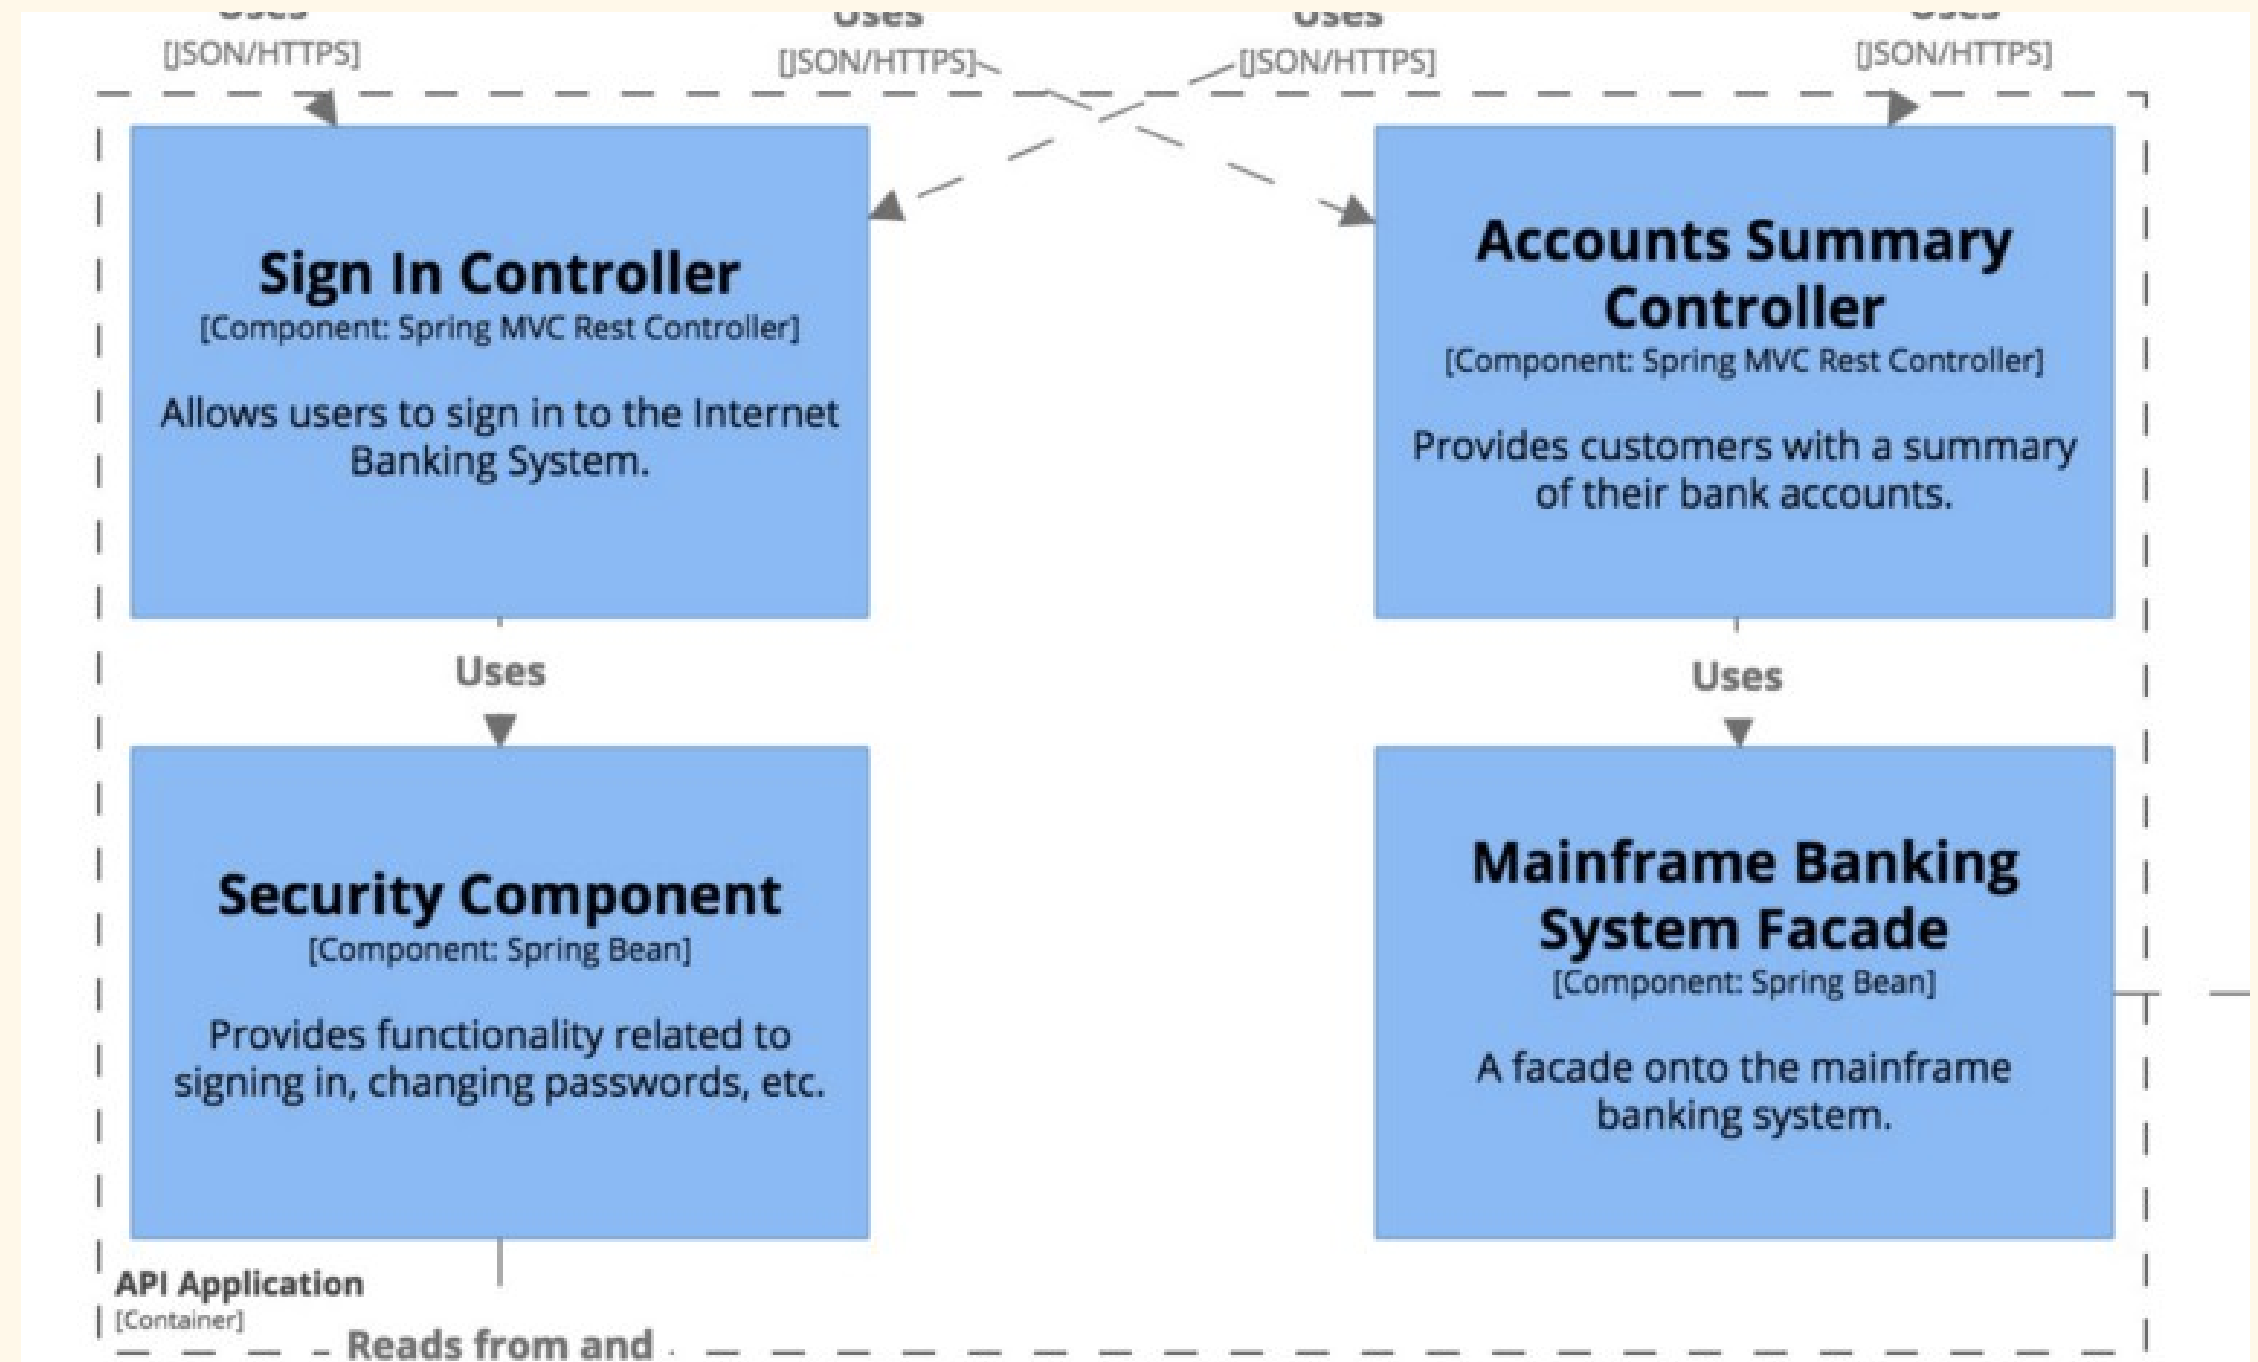 Uses
[JSON/HTTPS]
Uses
[JSON/HTTPS]
Uses
[JSON/HTTPS]
Uses
[JSON/HTTPS]
Sign In Controller
[Component: Spring MVC Rest Controller]
Allows users to sign in to the Internet
Banking System.
Accounts Summary
Controller
[Component: Spring MVC Rest Controller]
Provides customers with a summary
of their bank accounts.
Uses
Uses
Security Component
[Component: Spring Bean]
Provides functionality related to
signing in, changing passwords, etc.
Mainframe Banking
System Facade
[Component: Spring Bean]
A facade onto the mainframe
banking system.
API Application
[Container]
Reads from and